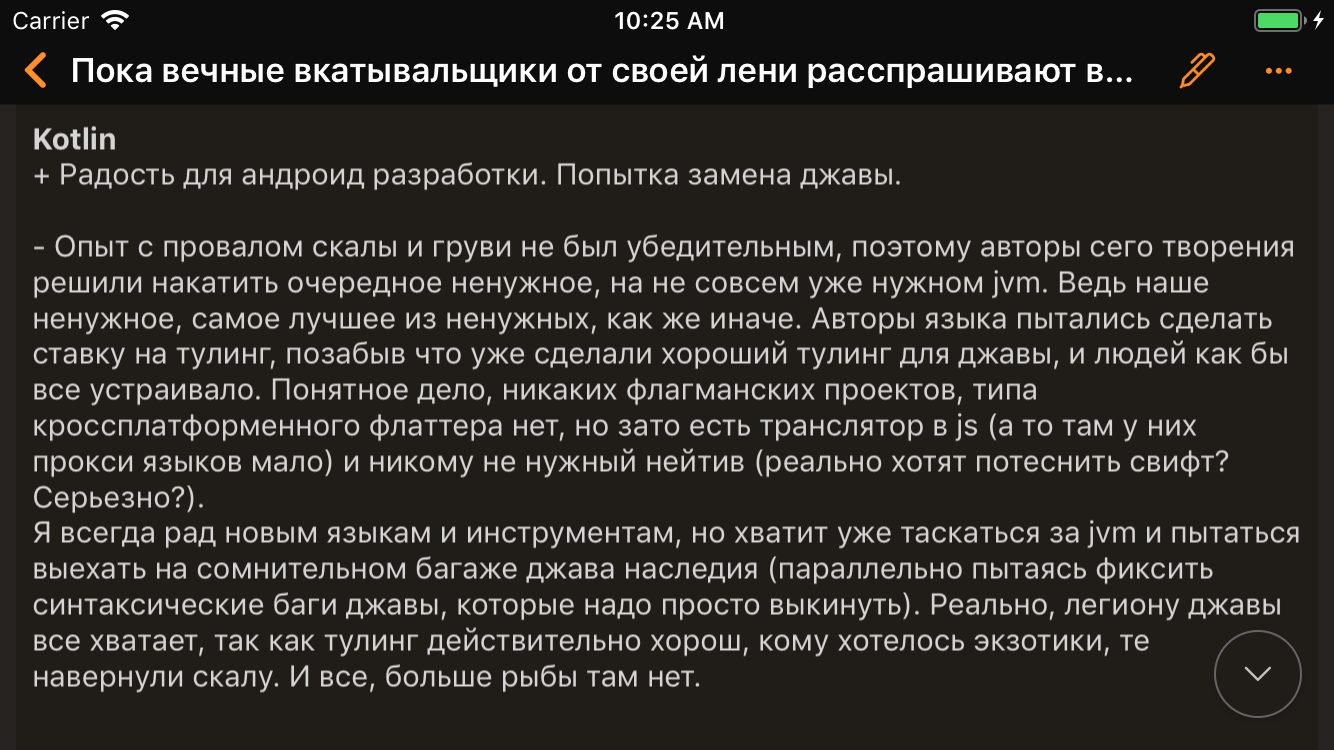 Carrier 10:25 AM
Пока вечные вкатывальщики от своей лени расспрашивают в...
Kotlin
+ Радость для андроид разработки. Попытка замена джавы.
- Опыт с провалом скалы и груви не был убедительным, поэтому авторы сего творения
решили накатить очередное ненужное, на не совсем уже нужном jvm. Ведь наше
ненужное, самое лучшее из ненужных, как же иначе. Авторы языка пытались сделать
ставку на тулинг, позабыв что уже сделали хороший тулинг для джавы, и людей как бы
все устраивало. Понятное дело, никаких флагманских проектов, типа
кроссплатформенного флаттера нет, но зато есть транслятор в js (а то там у них
прокси языков мало) и никому не нужный нейтив (реально хотят потеснить свифт?
Серьезно?).
Я всегда рад новым языкам и инструментам, но хватит уже таскаться за jvm и пытаться
выехать на сомнительном багаже джава наследия (параллельно пытаясь фиксить
синтаксические баги джавы, которые надо просто выкинуть). Реально, легиону джавы
все хватает, так как тулинг действительно хорош, кому хотелось экзотики, те
навернули скалу. И все, больше рыбы там нет.